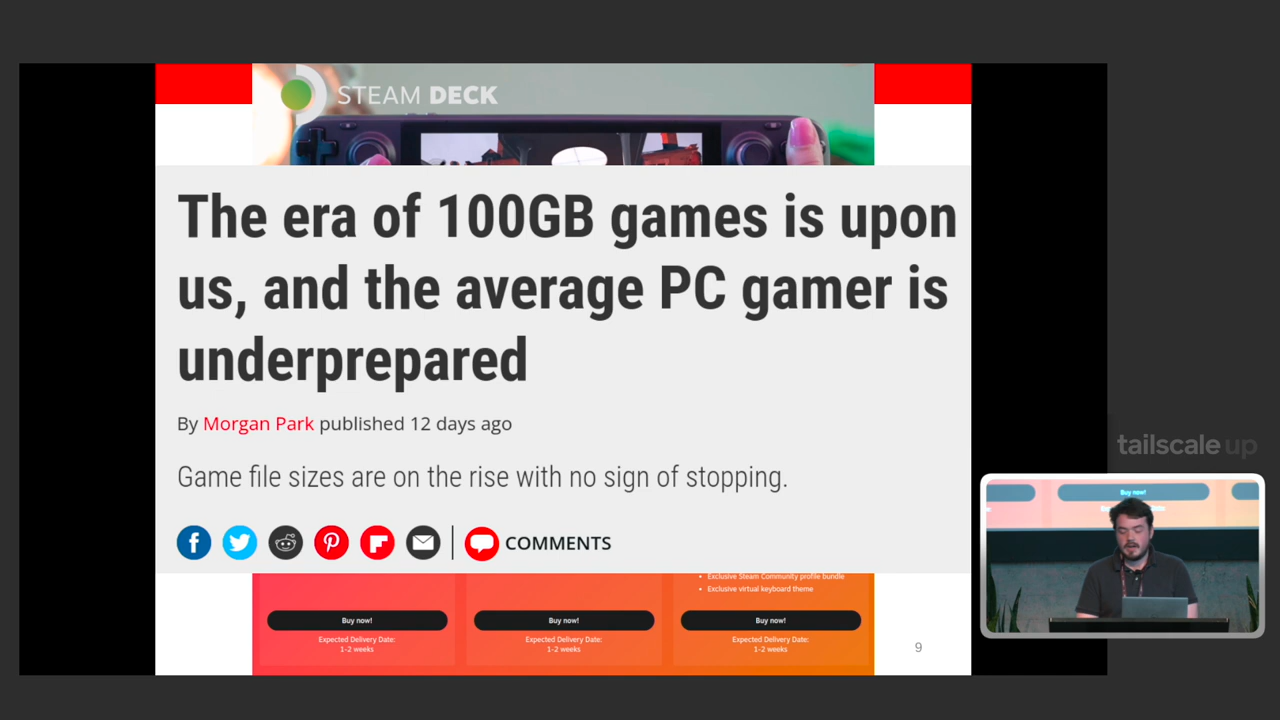 STEAM DECK
The era of 100GB games is upon
us, and the average PC gamer is
underprepared
By Morgan Park published 12 days ago
Game file sizes are on the rise with no sign of stopping.
COMMENTS
• Exclusive Steam Community profile bundle
• Exclusive virtual keyboard theme
Buy now!
Buy now!
Buy now!
Expected Delivery Date:
1-2 weeks
Expected Delivery Date:
1-2 weeks
Expected Delivery Date:
1-2 weeks
9
tailscale up
Buy now!